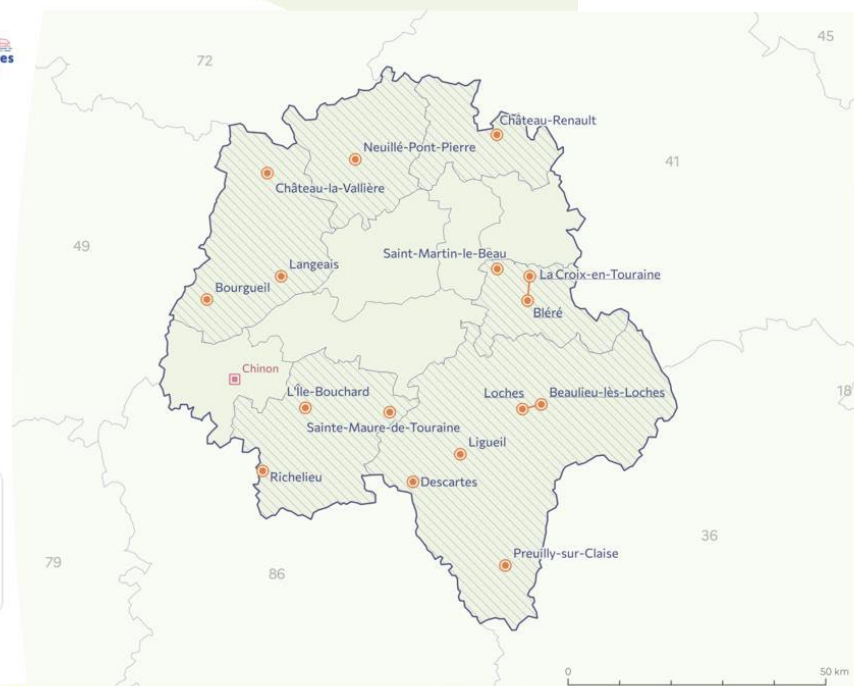 45
72
es
Château-Renault
Neuillé-Pont-Pierre
41
Château-la-Vallière
49
Saint-Martin-le-Beau
Langeais
La Croix-en-Touraine
Bourgueil
Bléré
Chinon
L'Île-Bouchard
Loches
Beaulieu-lès-Loches
18
Sainte-Maure-de-Touraine
Ligueil
Richelieu
Descartes
36
Preuilly-sur-Claise
79
86
0
50 km